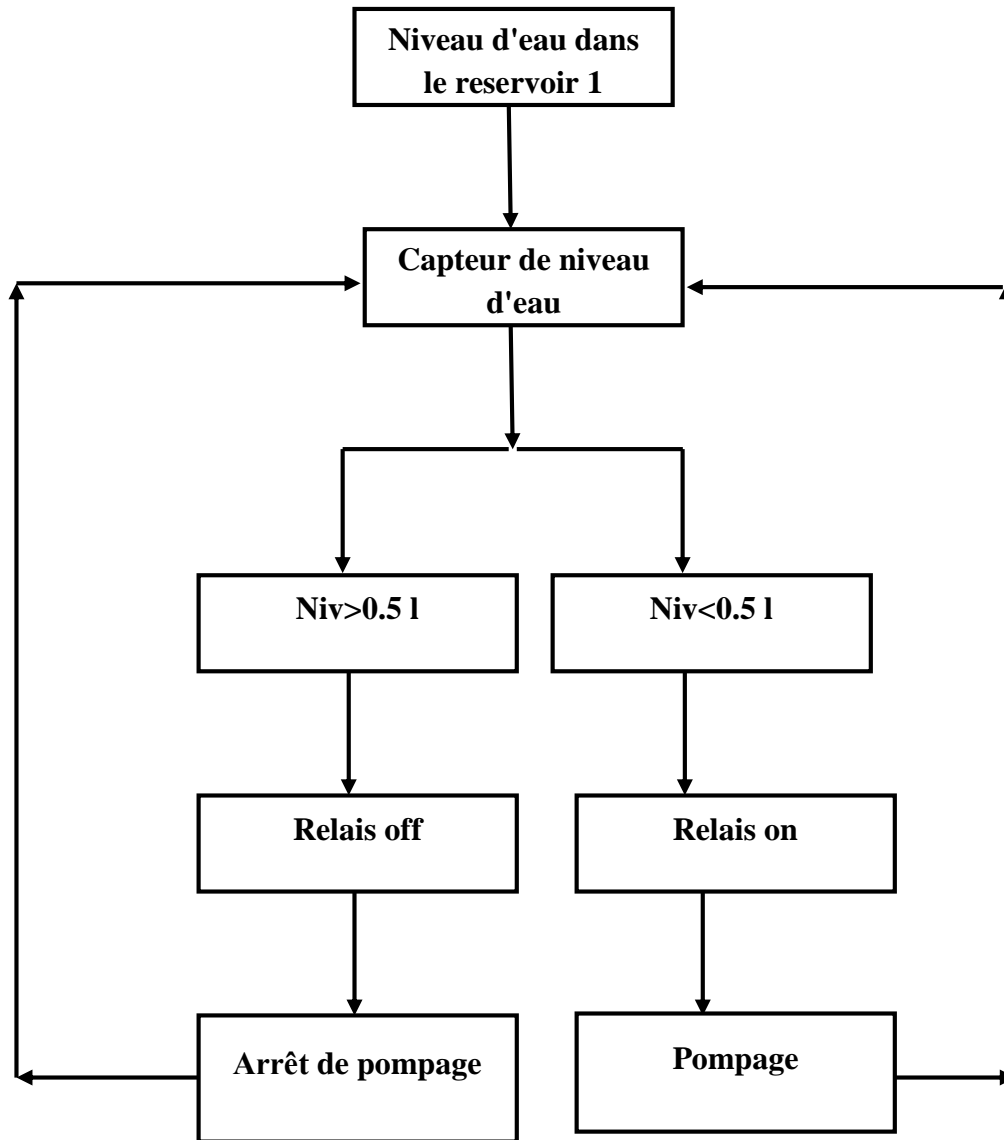 Niveau d'eau dans
le reservoir 1
Capteur de niveau
d'eau
Niv>0.5 l
Niv<0.5 l
Relais off
Relais on
Arrêt de pompage
Pompage